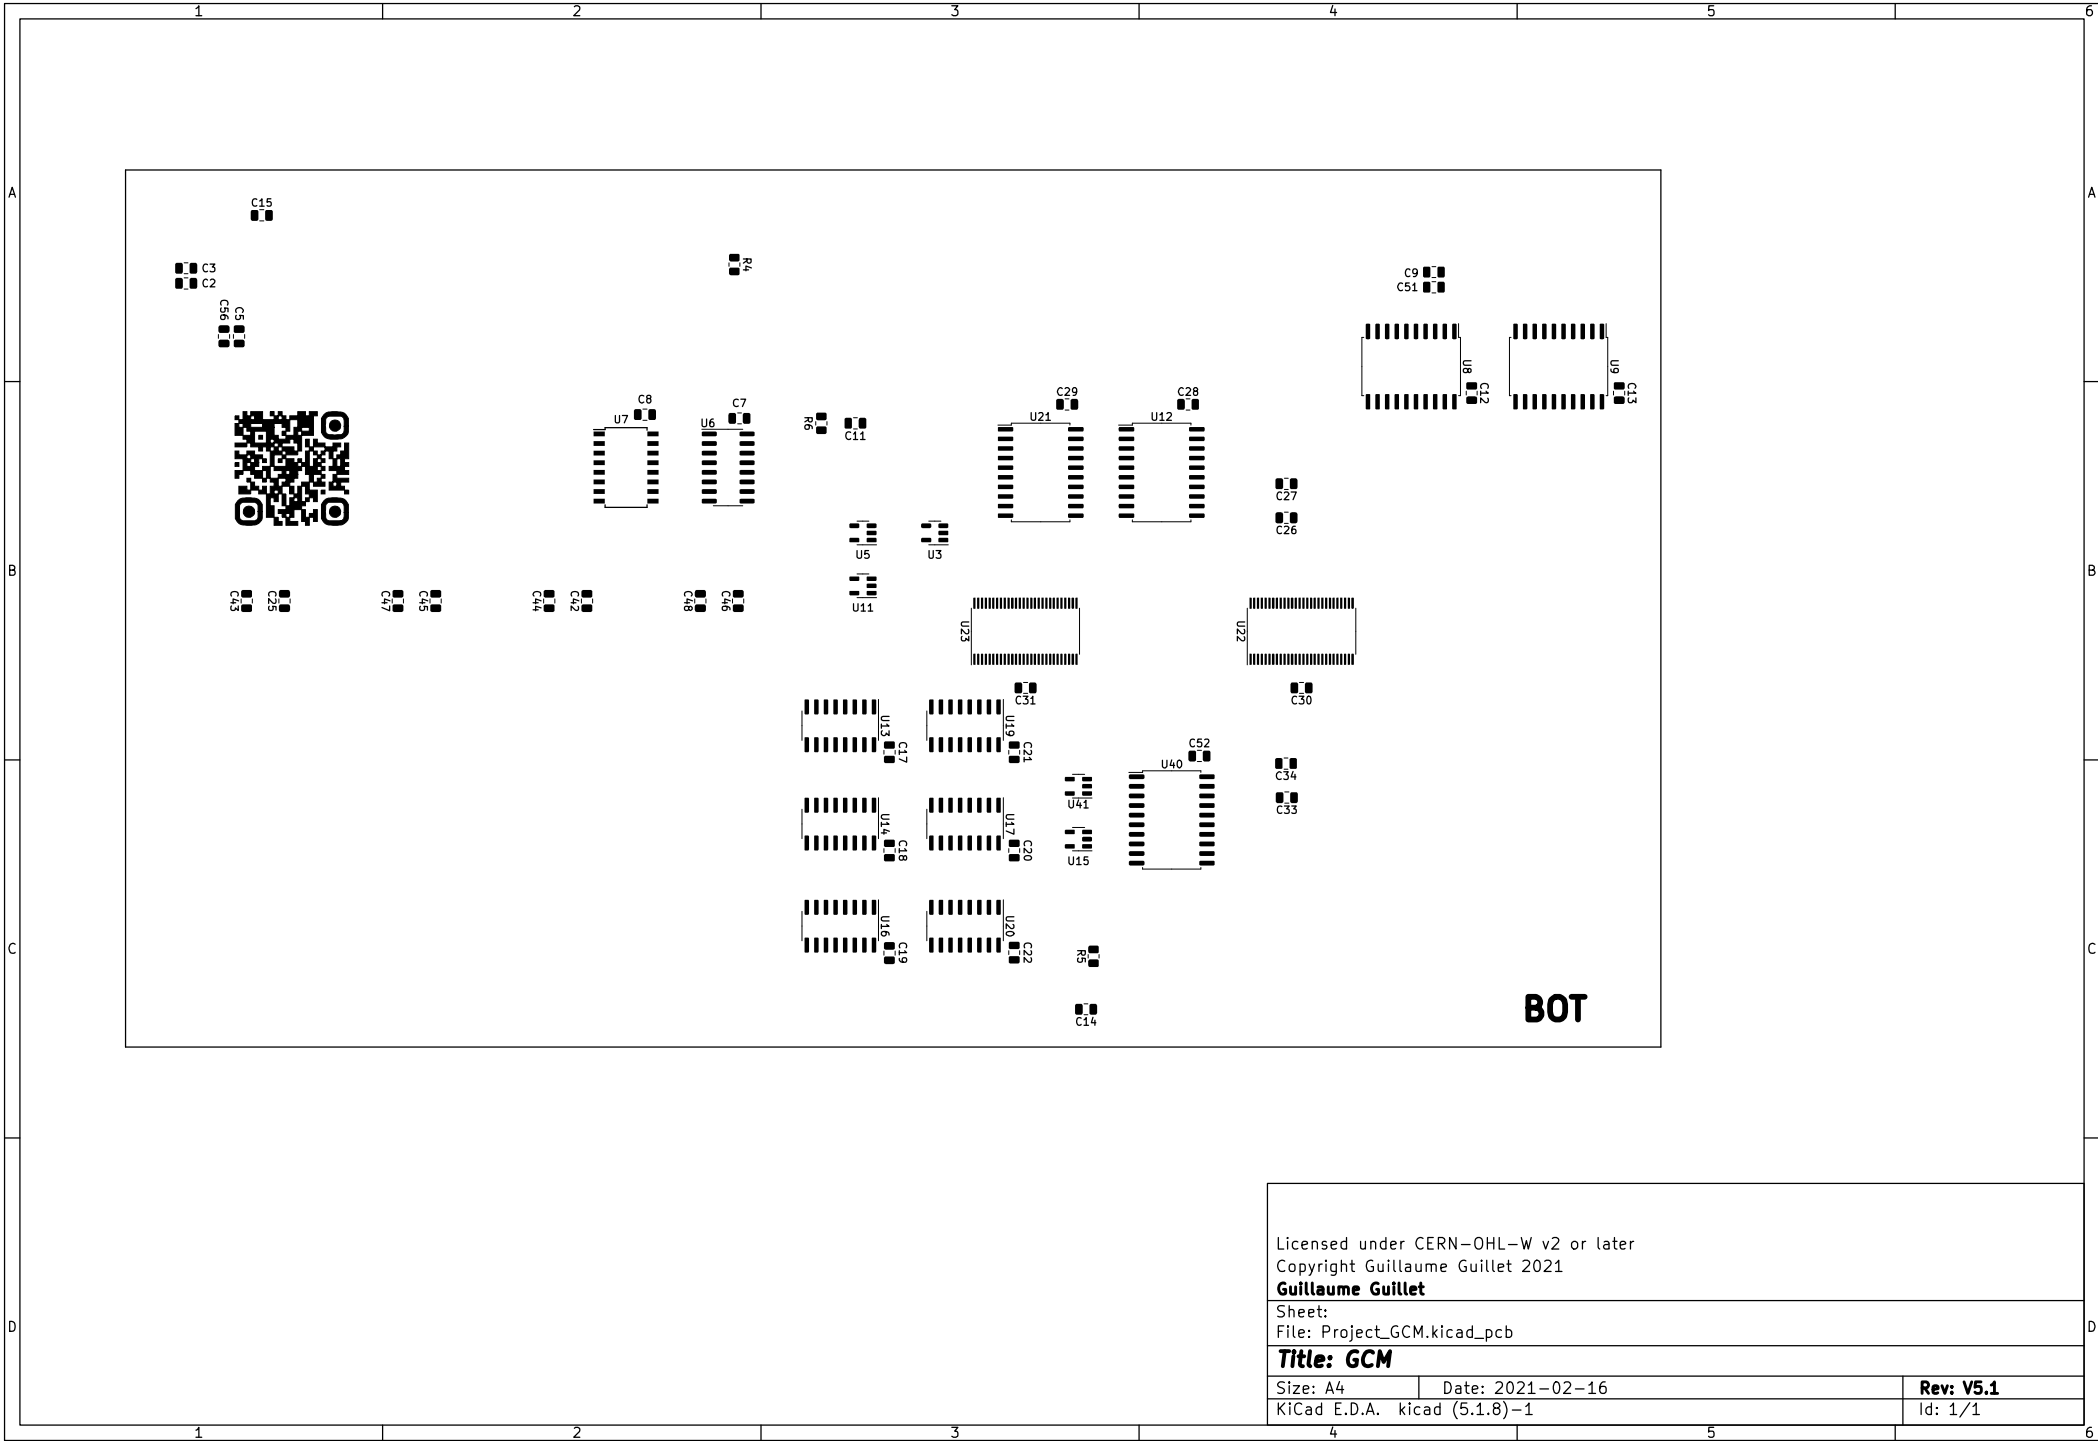 1 2 3 4 5 6
A A
C15
C3
R4
C9
C2
C51
C56 C5
U8 U9
C12 C13
C8 C7 C29 C28
U7 U6 R6 C11 U21 U12
C27
C26
U5 U3
B B
C43 C25 C47 C45 C44 C42 C48 C46
U11
U23 U22
C31 C30
U13 U19
C17 C21
C52
U40
C34
U41
C33
U14 U17
C18 C20
U15
U16 U20
C19 C22
R5
C C
BOT
C14
Licensed under CERN-OHL-W v2 or later
Copyright Guillaume Guillet 2021
Guillaume Guillet
Sheet:
File: Project_GCM.kicad_pcb
D D
Title: GCM
Size: A4 Date: 2021-02-16 Rev: V5.1
KiCad E.D.A. kicad (5.1.8)-1 Id: 1/1
1 2 3 4 5 6